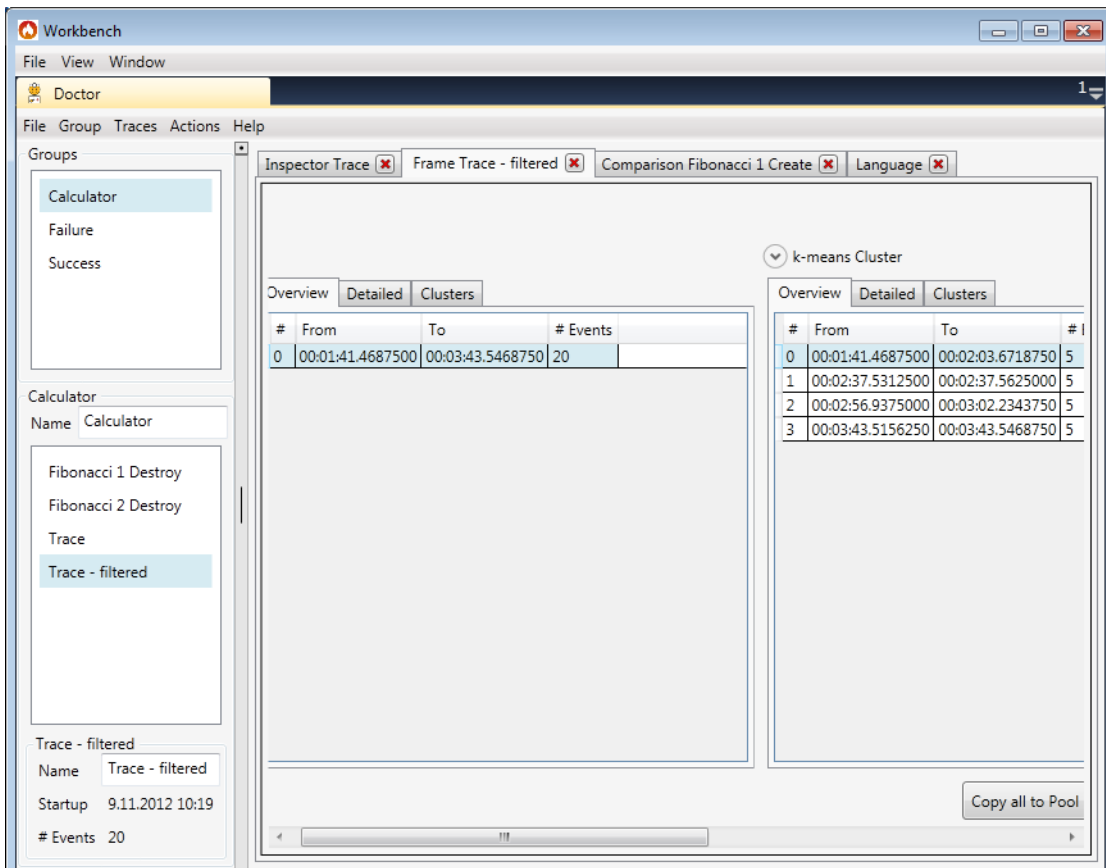 Workbench
File View Window
Doctor 1
File Group Traces Actions Help
Groups
Calculator
Failure
Success
Calculator
Name Calculator
Fibonacci 1 Destroy
Fibonacci 2 Destroy
Trace
Trace - filtered
Trace - filtered
Name Trace - filtered
Startup 9.11.2012 10:19
# Events 20
Inspector Trace Frame Trace - filtered Comparison Fibonacci 1 Create Language
Overview Detailed Clusters
# From To # Events
0 00:01:41.4687500 00:03:43.5468750 20
k-means Cluster
Overview Detailed Clusters
# From To #
0 00:01:41.4687500 00:02:03.6718750 5
1 00:02:37.5312500 00:02:37.5625000 5
2 00:02:56.9375000 00:03:02.2343750 5
3 00:03:43.5156250 00:03:43.5468750 5
Copy all to Pool